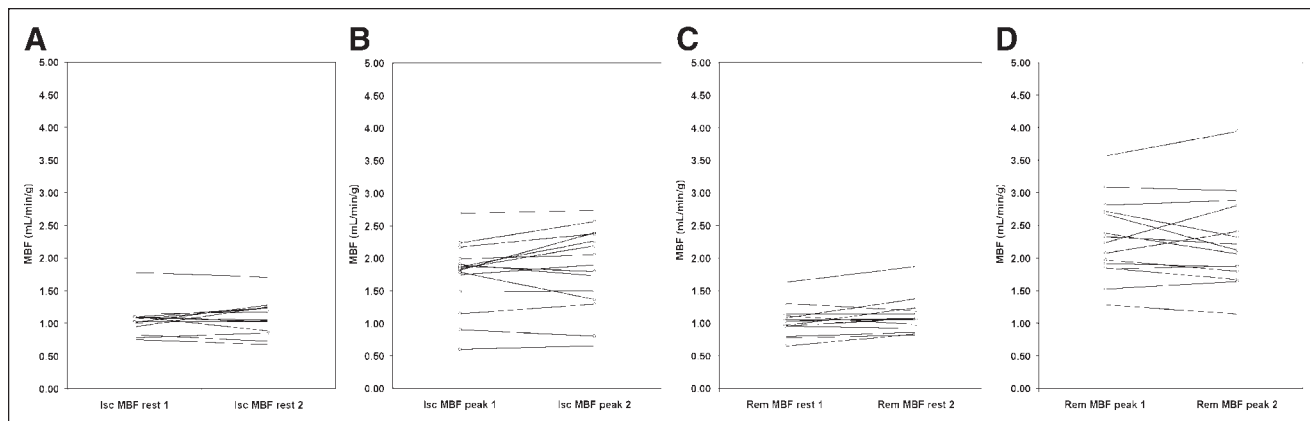 A
MBF (mL/min/g)
5.00
4.50
4.00
3.50
3.00
2.50
2.00
1.50
1.00
0.50
0.00
Isc MBF rest 1
Isc MBF rest 2
B
MBF (mL/min/g)
5.00
4.50
4.00
3.50
3.00
2.50
2.00
1.50
1.00
0.50
0.00
Isc MBF peak 1
Isc MBF peak 2
C
MBF (mL/min/g)
5.00
4.50
4.00
3.50
3.00
2.50
2.00
1.50
1.00
0.50
0.00
Rem MBF rest 1
Rem MBF rest 2
D
MBF (mL/min/g)
5.00
4.50
4.00
3.50
3.00
2.50
2.00
1.50
1.00
0.50
0.00
Rem MBF peak 1
Rem MBF peak 2